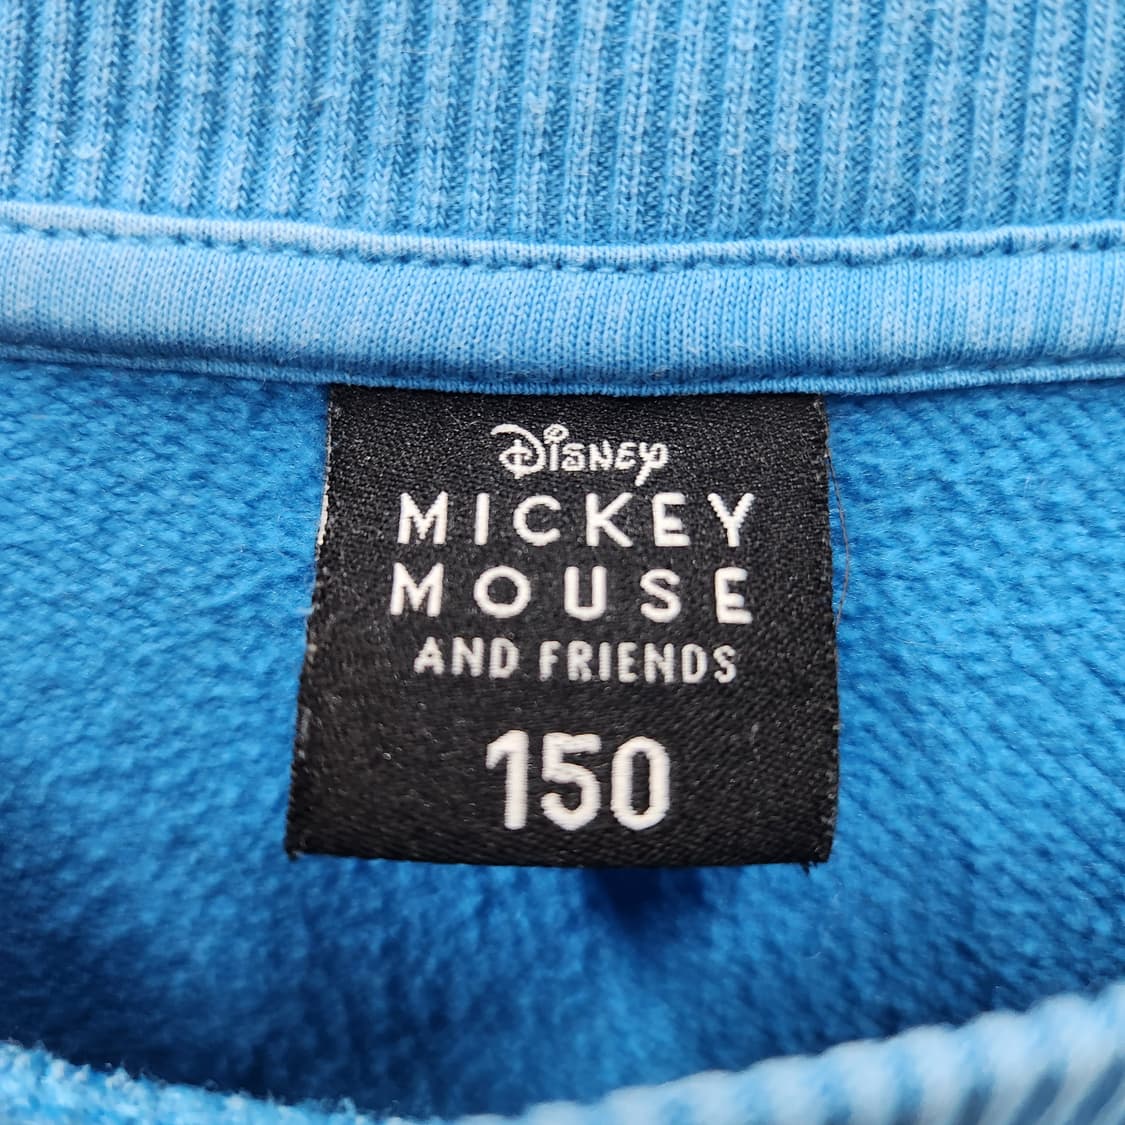 Disney
MICKEY
MOUSE
AND FRIENDS
150